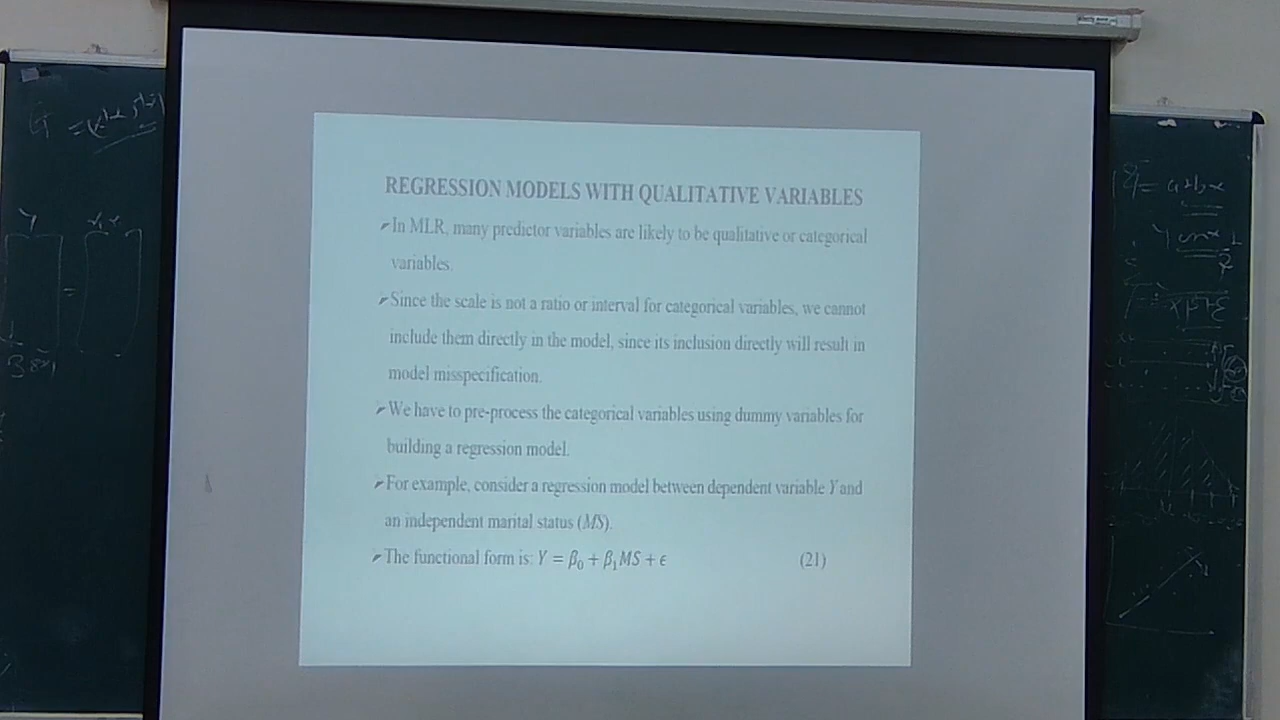 REGRESSION MODELS WITH QUALITATIVE VARIABLES
➢In MLR, many predictor variables are likely to be qualitative or categorical
variables.
➢Since the scale is not a ratio or interval for categorical variables, we cannot
include them directly in the model, since its inclusion directly will result in
model misspecification.
➢We have to pre-process the categorical variables using dummy variables for
building a regression model.
➢For example, consider a regression model between dependent variable Y and
an independent marital status (MS).
➢The functional form is: Y = β₀ + β₁MS + ϵ (21)